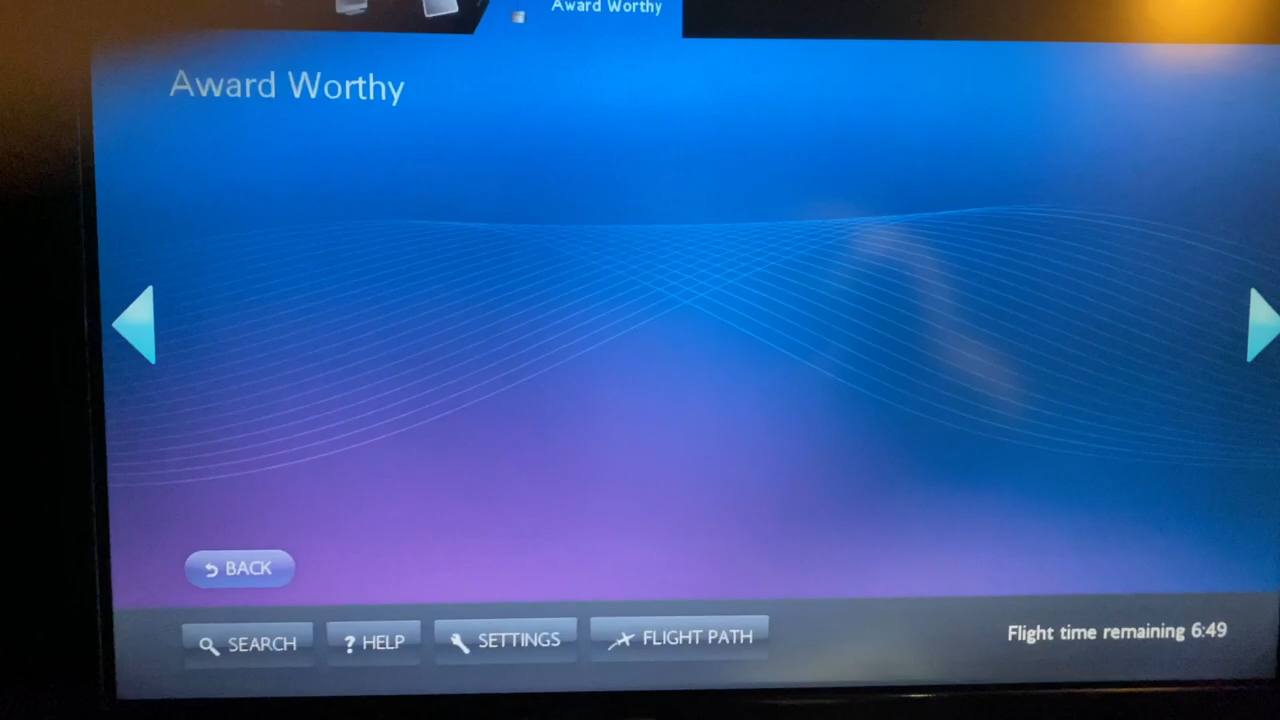 Award Worthy
Award Worthy
BACK
SEARCH
? HELP
SETTINGS
FLIGHT PATH
Flight time remaining 6:49